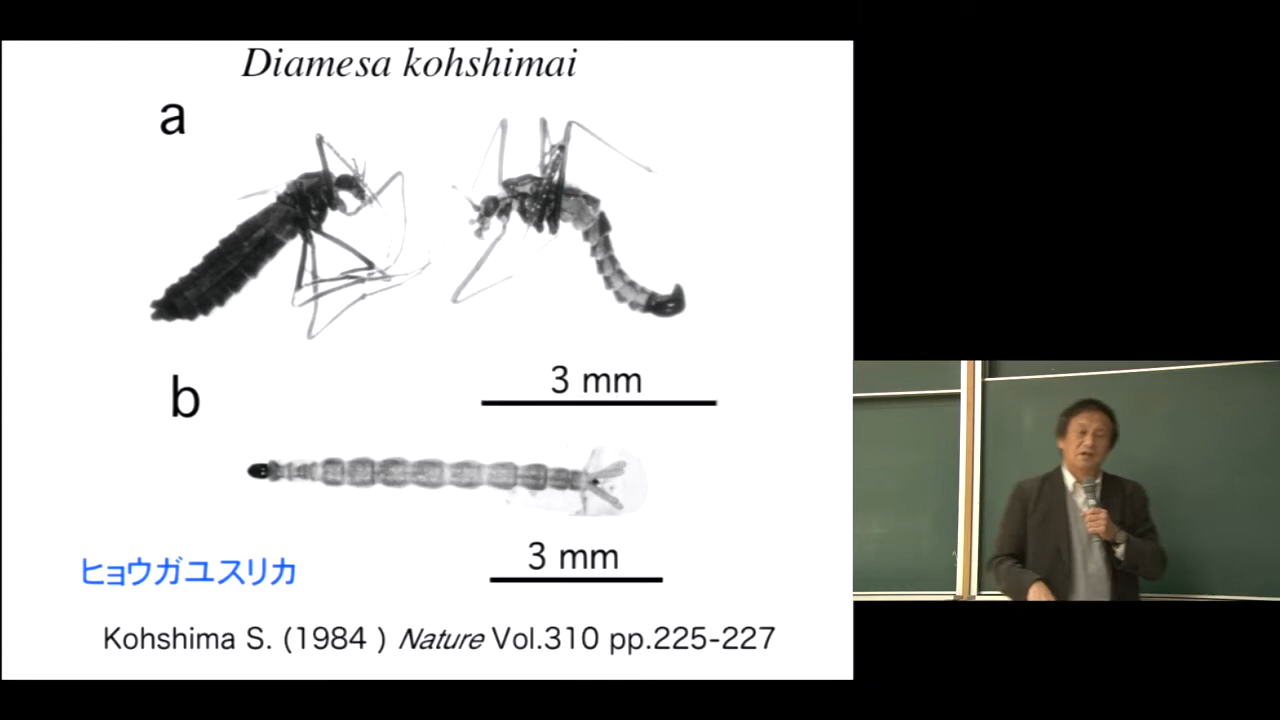 Diamesa kohshimai
a
3 mm
b
3 mm
ヒョウガユスリカ
Kohshima S. (1984 ) Nature Vol.310 pp.225-227